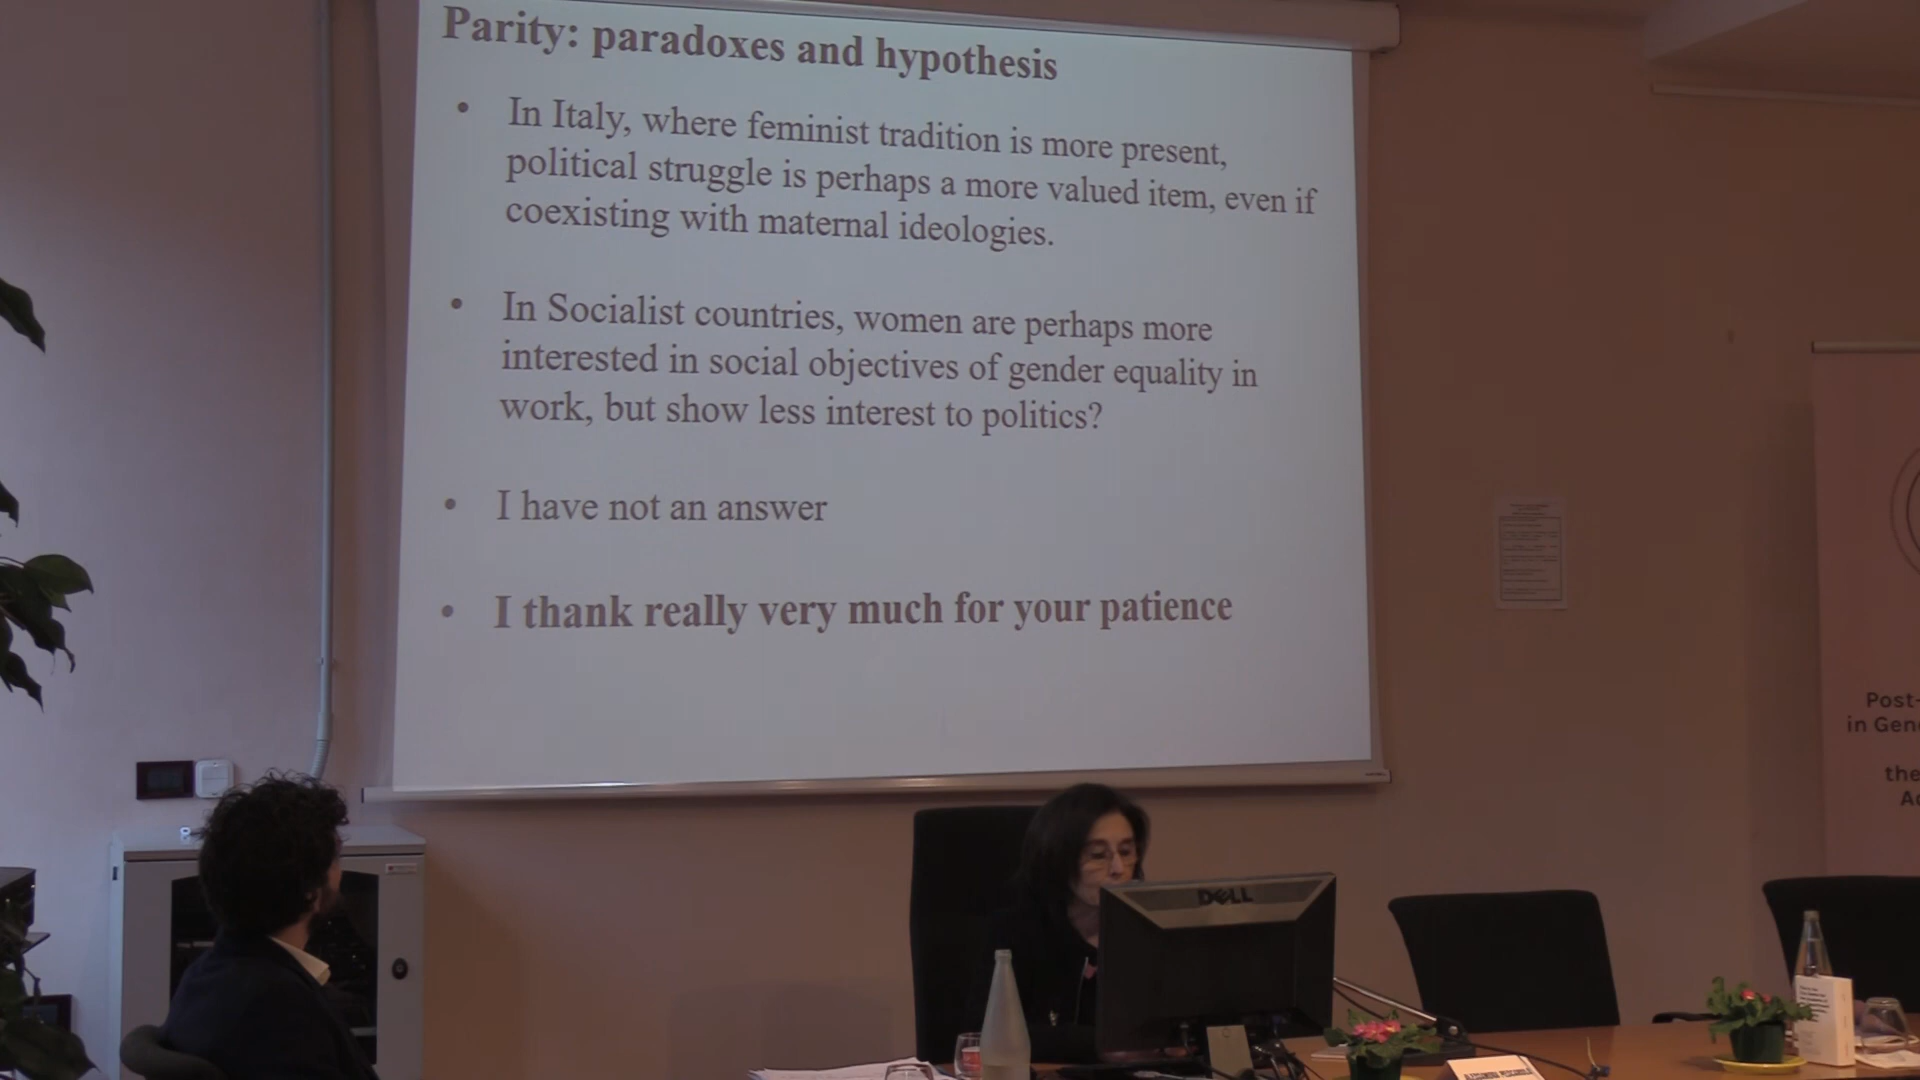 Parity: paradoxes and hypothesis
• In Italy, where feminist tradition is more present,
political struggle is perhaps a more valued item, even if
coexisting with maternal ideologies.
• In Socialist countries, women are perhaps more
interested in social objectives of gender equality in
work, but show less interest to politics?
• I have not an answer
• I thank really very much for your patience
Post-
in Gen
the
A
DELL